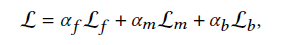 ℒ = α_f ℒ_f + α_m ℒ_m + α_b ℒ_b,